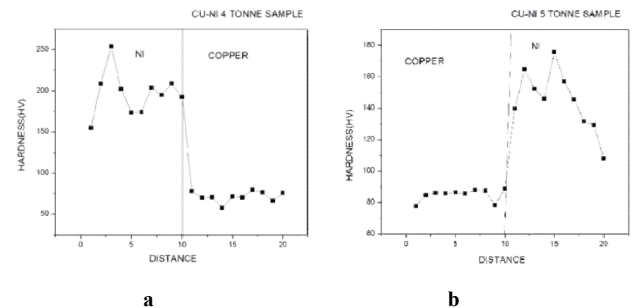 CU-NI 4 TONNE SAMPLE
NI
COPPER
250
200
150
100
50
HARDNESS(HV)
0
5
10
15
20
DISTANCE
a
CU-NI 5 TONNE SAMPLE
NI
COPPER
180
160
140
120
100
80
60
HARDNESS(HV)
0
5
10
15
20
DISTANCE
b